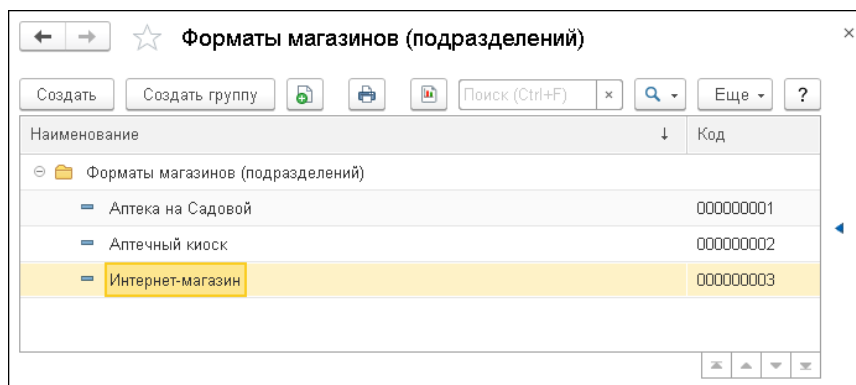 Форматы магазинов (подразделений)
Создать Создать группу Поиск (Ctrl+F) × Еще ?
Наименование ↓ Код
Форматы магазинов (подразделений)
Аптека на Садовой 000000001
Аптечный киоск 000000002
Интернет-магазин 000000003